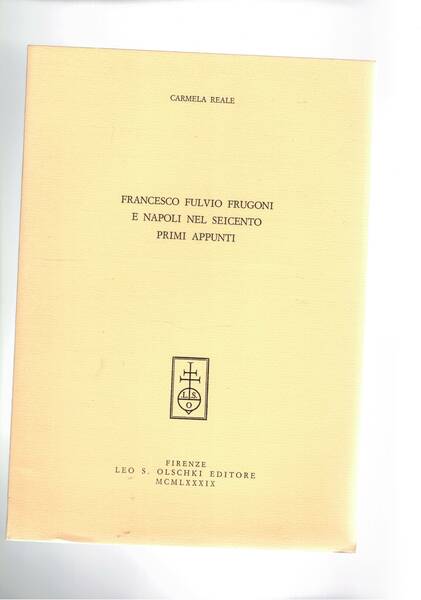 CARMELA REALE
FRANCESCO FULVIO FRUGONI
E NAPOLI NEL SEICENTO
PRIMI APPUNTI
L S
O
FIRENZE
LEO S. OLSCHKI EDITORE
MCMLXXXIX